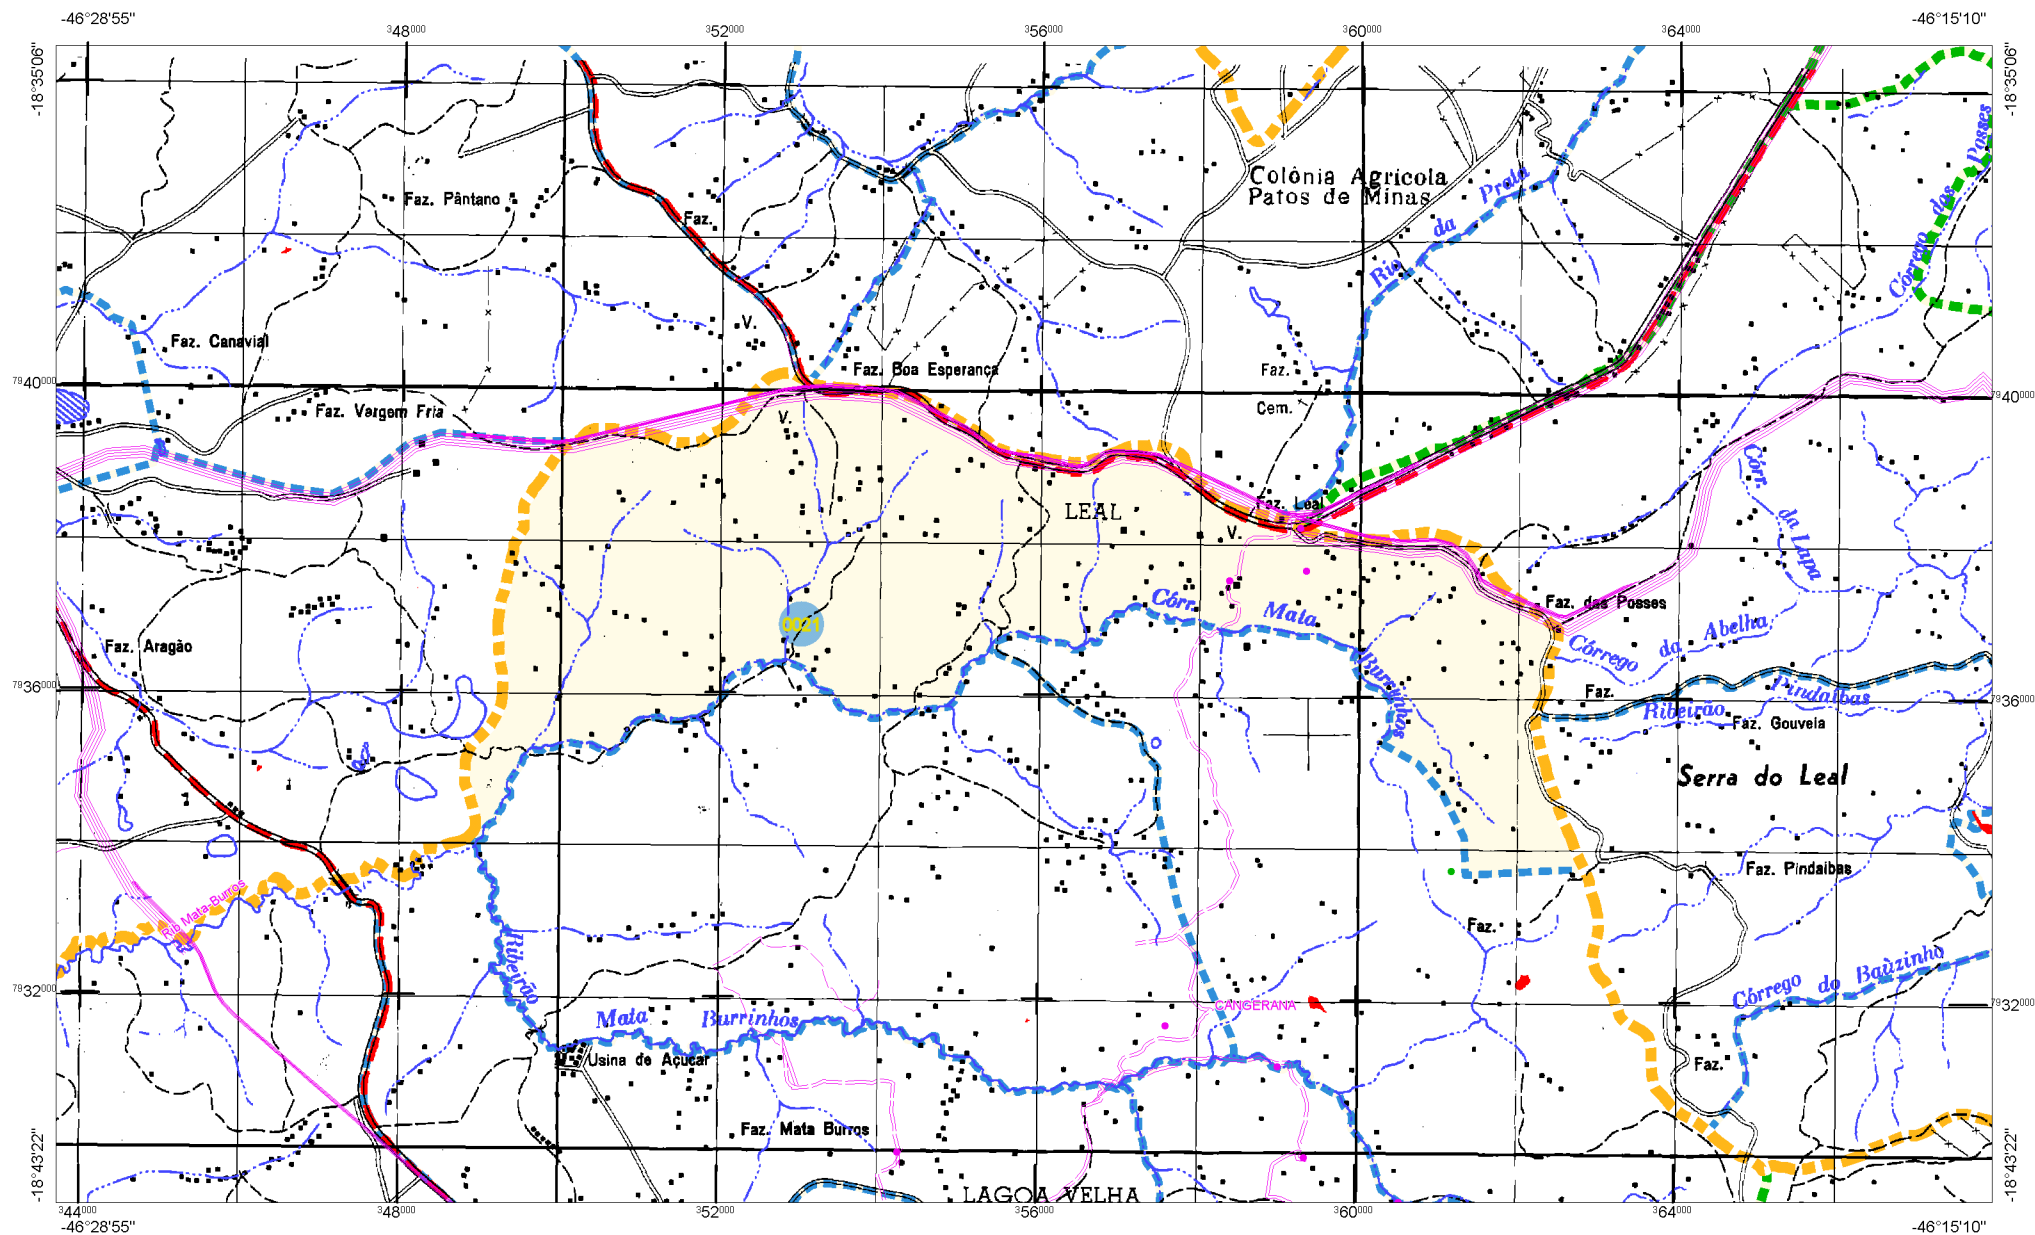 -46°28'55"
-46°15'10"
348000
352000
356000
360000
364000
-18°35'06"
-18°35'06"
Córrego das Posses
Colônia Agrícola
Patos de Minas
Rio da Prata
Faz. Pântano
Faz.
V.
Faz. Canavial
Faz. Boa Esperança
Faz.
7940000
7940000
Faz. Vargem Fria
Cem.
V.
Córr. da Lapa
Faz. Leal
LEAL
V.
Faz. das Posses
Córr. Mata Burrinhos
0021
Faz. Aragão
Córrego da Abelha
7936000
7936000
Faz.
Ribeirão Pindaíbas
Faz. Gouveia
Serra do Leal
Faz. Pindaíbas
Rib Mata-Burros
Faz.
Ribeirão Mata Burrinhos
Córrego do Baùzinho
7932000
7932000
CANGERANA
Usina de Açucar
Faz.
Faz. Mata Burros
-18°43'22"
-18°43'22"
LAGOA VELHA
344000
348000
352000
356000
360000
364000
-46°28'55"
-46°15'10"